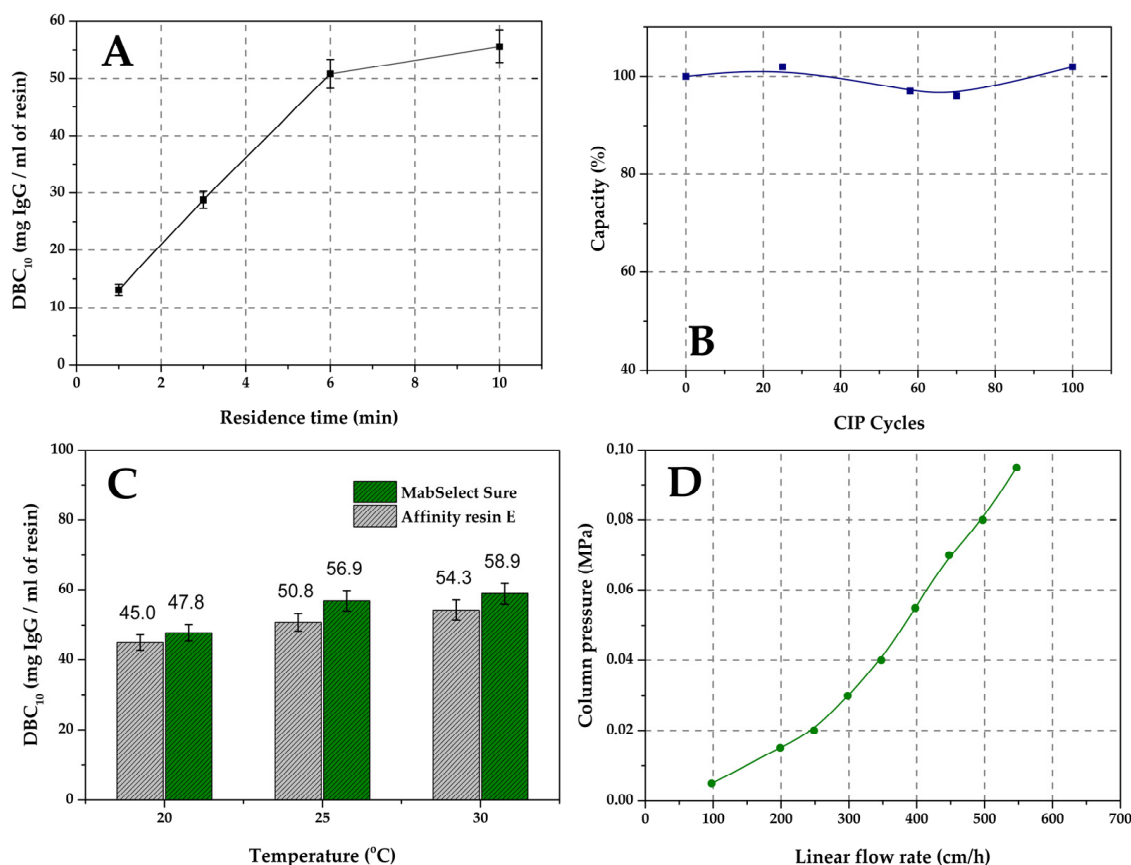 A
DBC10 (mg IgG / ml of resin)
60
50
40
30
20
10
0
0 2 4 6 8 10
Residence time (min)
B
Capacity (%)
100
80
60
40
0 20 40 60 80 100
CIP Cycles
C
MabSelect Sure
Affinity resin E
DBC10 (mg IgG / ml of resin)
100
80
60
40
20
0
45.0 47.8 50.8 56.9 54.3 58.9
20 25 30
Temperature (oC)
D
Column pressure (MPa)
0,10
0,08
0.06
0.04
0.02
0.00
100 200 300 400 500 600 700
Linear flow rate (cm/h)